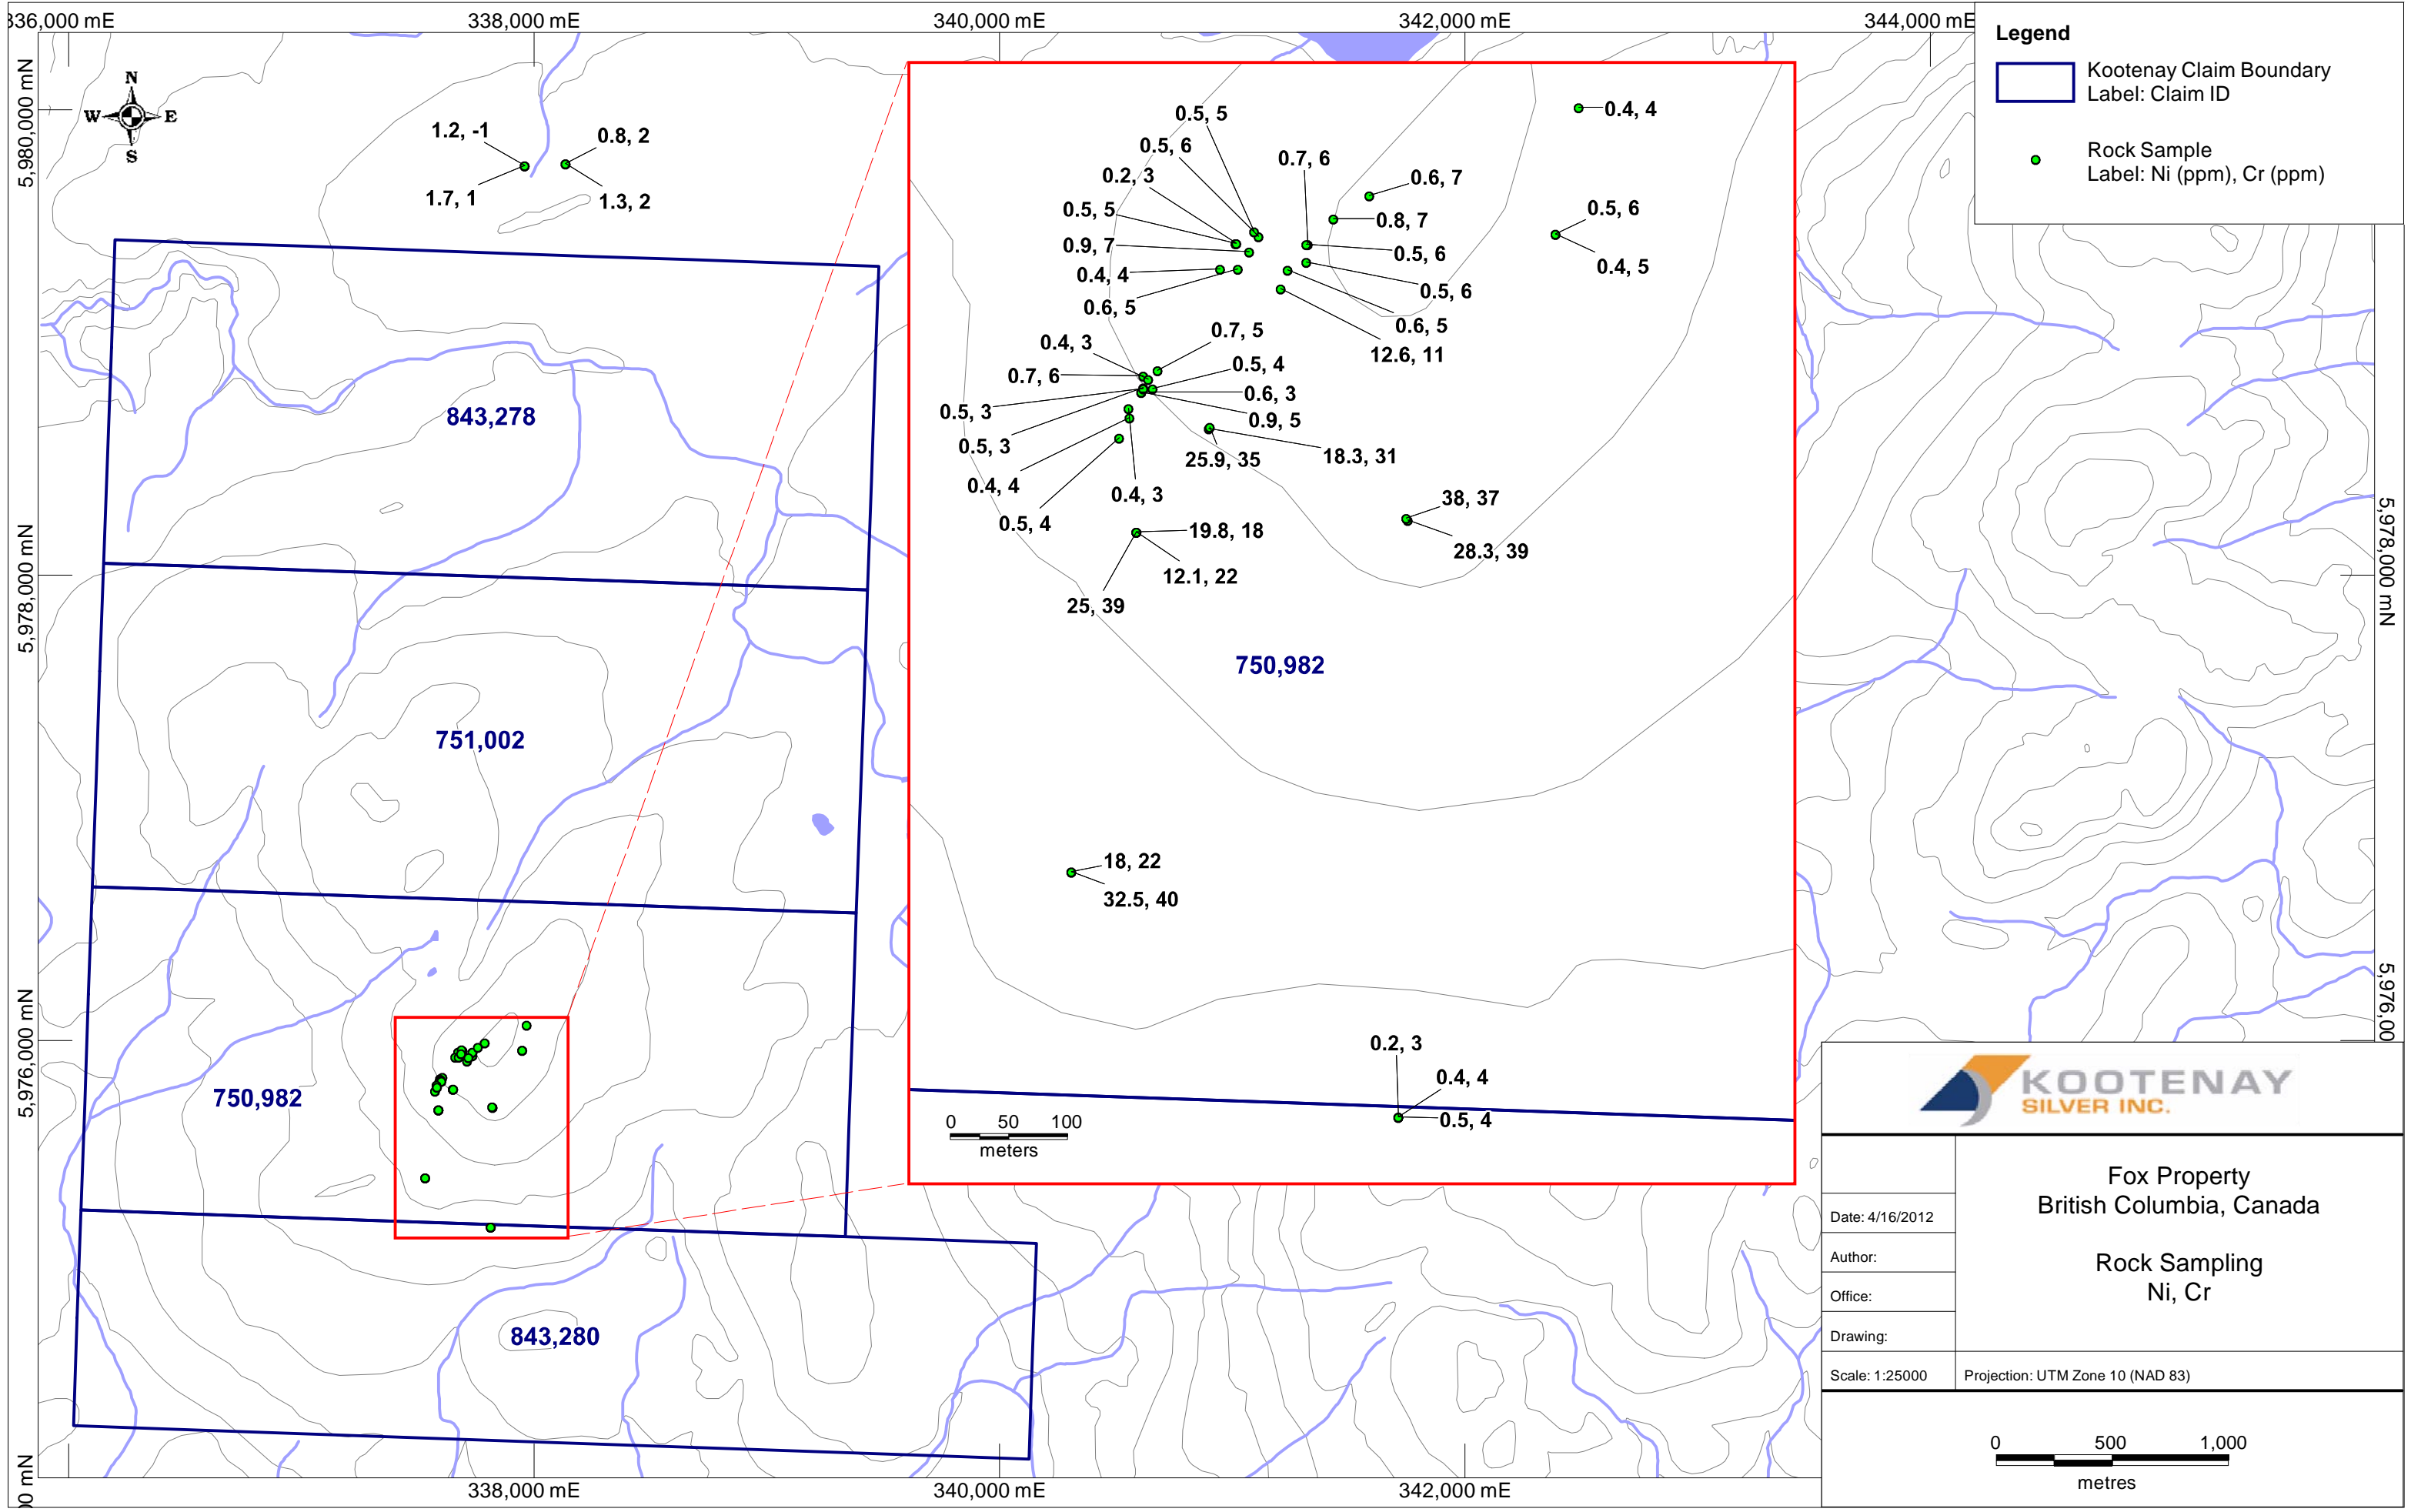 336,000 mE
338,000 mE
340,000 mE
342,000 mE
344,000 mE
5,980,000 mN
5,978,000 mN
5,976,000 mN
00 mN
N
W
E
S
1.2, -1
0.8, 2
1.7, 1
1.3, 2
843,278
751,002
750,982
843,280
0.5, 5
0.4, 4
0.5, 6
0.7, 6
0.2, 3
0.6, 7
0.5, 5
0.8, 7
0.5, 6
0.9, 7
0.5, 6
0.4, 5
0.4, 4
0.5, 6
0.6, 5
0.6, 5
0.7, 5
12.6, 11
0.4, 3
0.5, 4
0.7, 6
0.6, 3
0.5, 3
0.9, 5
0.5, 3
25.9, 35
18.3, 31
0.4, 4
0.4, 3
38, 37
0.5, 4
19.8, 18
28.3, 39
12.1, 22
25, 39
750,982
18, 22
32.5, 40
0.2, 3
0.4, 4
0.5, 4
0 50 100
meters
Legend
Kootenay Claim Boundary
Label: Claim ID
Rock Sample
Label: Ni (ppm), Cr (ppm)
5,978,000 mN
5,976,00
KOOTENAY
SILVER INC.
Fox Property
British Columbia, Canada
Rock Sampling
Ni, Cr
Date: 4/16/2012
Author:
Office:
Drawing:
Scale: 1:25000
Projection: UTM Zone 10 (NAD 83)
0 500 1,000
metres
338,000 mE
340,000 mE
342,000 mE